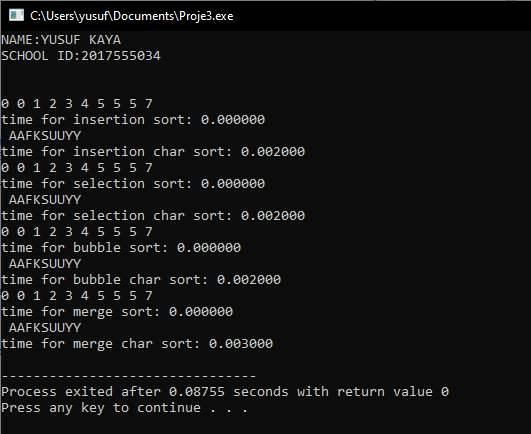 C:\Users\yusuf\Documents\Proje3.exe
NAME:YUSUF KAYA
SCHOOL ID:2017555034
0 0 1 2 3 4 5 5 5 7
time for insertion sort: 0.000000
 AAFKSUUYY
time for insertion char sort: 0.002000
0 0 1 2 3 4 5 5 5 7
time for selection sort: 0.000000
 AAFKSUUYY
time for selection char sort: 0.002000
0 0 1 2 3 4 5 5 5 7
time for bubble sort: 0.000000
 AAFKSUUYY
time for bubble char sort: 0.002000
0 0 1 2 3 4 5 5 5 7
time for merge sort: 0.000000
 AAFKSUUYY
time for merge char sort: 0.003000
--------------------------------
Process exited after 0.08755 seconds with return value 0
Press any key to continue . . .